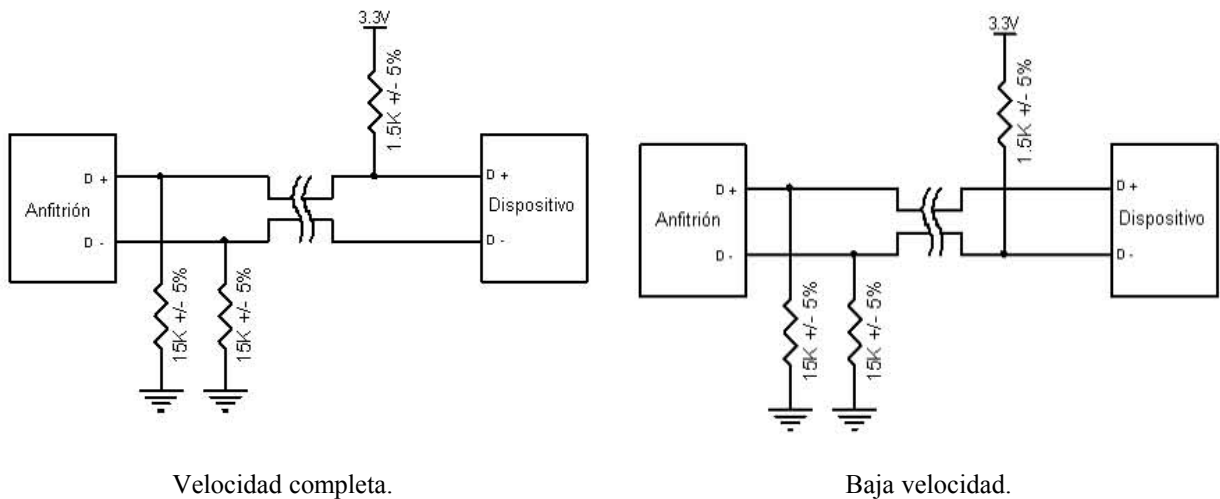 3.3V
1.5K +/- 5%
D +
D +
Anfitrión
Dispositivo
D -
D -
15K +/- 5%
15K +/- 5%
Velocidad completa.
3.3V
1.5K +/- 5%
D +
D +
Anfitrión
Dispositivo
D -
D -
15K +/- 5%
15K +/- 5%
Baja velocidad.